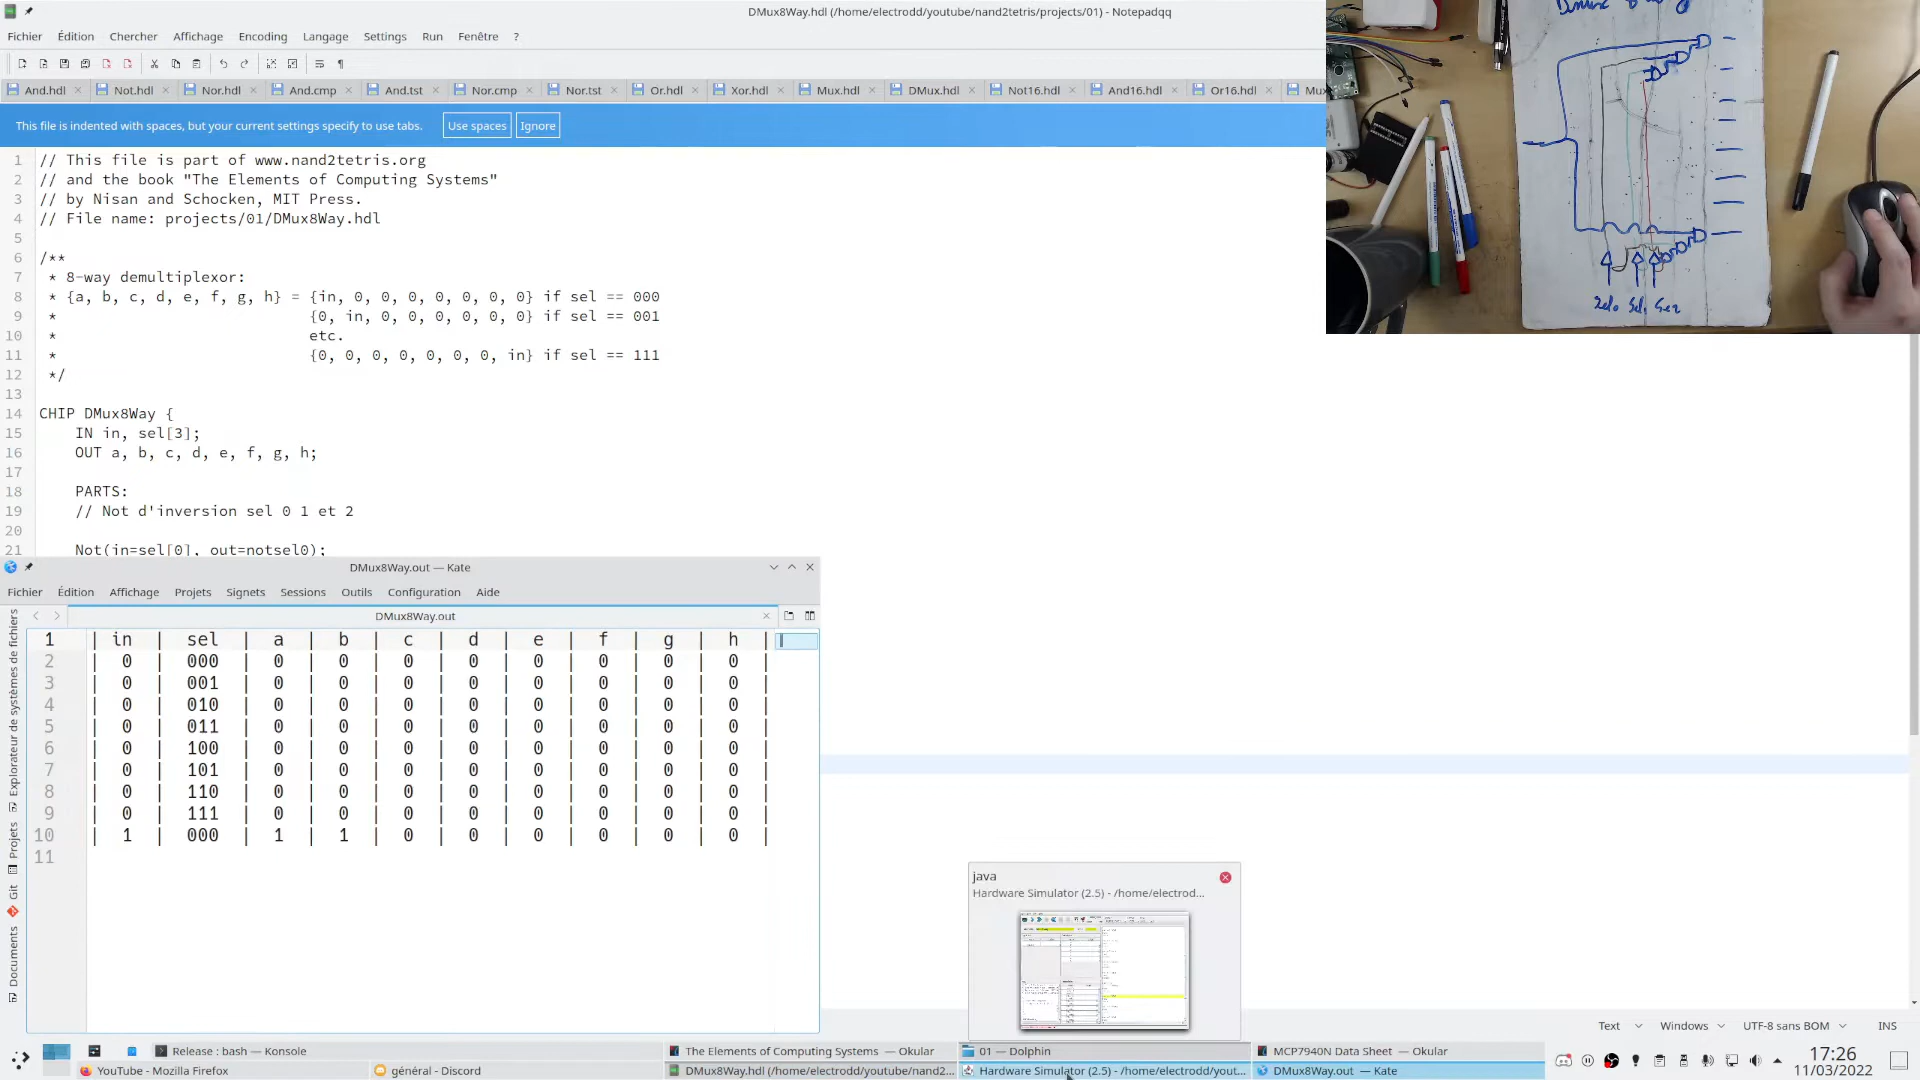 DMux8Way.hdl (/home/electrodd/youtube/nand2tetris/projects/01) - Notepadqq
Fichier Édition Chercher Affichage Encoding Langage Settings Run Fenêtre ?
And.hdl Not.hdl Nor.hdl And.cmp And.tst Nor.cmp Nor.tst Or.hdl Xor.hdl Mux.hdl DMux.hdl Not16.hdl And16.hdl Or16.hdl Mux
This file is indented with spaces, but your current settings specify to use tabs. Use spaces Ignore
1 // This file is part of www.nand2tetris.org
2 // and the book "The Elements of Computing Systems"
3 // by Nisan and Schocken, MIT Press.
4 // File name: projects/01/DMux8Way.hdl
5
6 /**
7 * 8-way demultiplexor:
8 * {a, b, c, d, e, f, g, h} = {in, 0, 0, 0, 0, 0, 0, 0} if sel == 000
9 * {0, in, 0, 0, 0, 0, 0, 0} if sel == 001
10 * etc.
11 * {0, 0, 0, 0, 0, 0, 0, in} if sel == 111
12 */
13
14 CHIP DMux8Way {
15 IN in, sel[3];
16 OUT a, b, c, d, e, f, g, h;
17
18 PARTS:
19 // Not d'inversion sel 0 1 et 2
20
21 Not(in=sel[0], out=notsel0);
DMux8Way.out — Kate
Fichier Édition Affichage Projets Signets Sessions Outils Configuration Aide
DMux8Way.out
Explorateur de systèmes de fichiers
Projets
Git
Documents
1 | in | sel | a | b | c | d | e | f | g | h |
2 | 0 | 000 | 0 | 0 | 0 | 0 | 0 | 0 | 0 | 0 |
3 | 0 | 001 | 0 | 0 | 0 | 0 | 0 | 0 | 0 | 0 |
4 | 0 | 010 | 0 | 0 | 0 | 0 | 0 | 0 | 0 | 0 |
5 | 0 | 011 | 0 | 0 | 0 | 0 | 0 | 0 | 0 | 0 |
6 | 0 | 100 | 0 | 0 | 0 | 0 | 0 | 0 | 0 | 0 |
7 | 0 | 101 | 0 | 0 | 0 | 0 | 0 | 0 | 0 | 0 |
8 | 0 | 110 | 0 | 0 | 0 | 0 | 0 | 0 | 0 | 0 |
9 | 0 | 111 | 0 | 0 | 0 | 0 | 0 | 0 | 0 | 0 |
10 | 1 | 000 | 1 | 1 | 0 | 0 | 0 | 0 | 0 | 0 |
11
java
Hardware Simulator (2.5) - /home/electrod...
Text Windows UTF-8 sans BOM INS
Release : bash — Konsole
The Elements of Computing Systems — Okular
01 — Dolphin
MCP7940N Data Sheet — Okular
YouTube - Mozilla Firefox
général - Discord
DMux8Way.hdl (/home/electrodd/youtube/nand2...
Hardware Simulator (2.5) - /home/electrodd/yout...
DMux8Way.out — Kate
17:26
11/03/2022